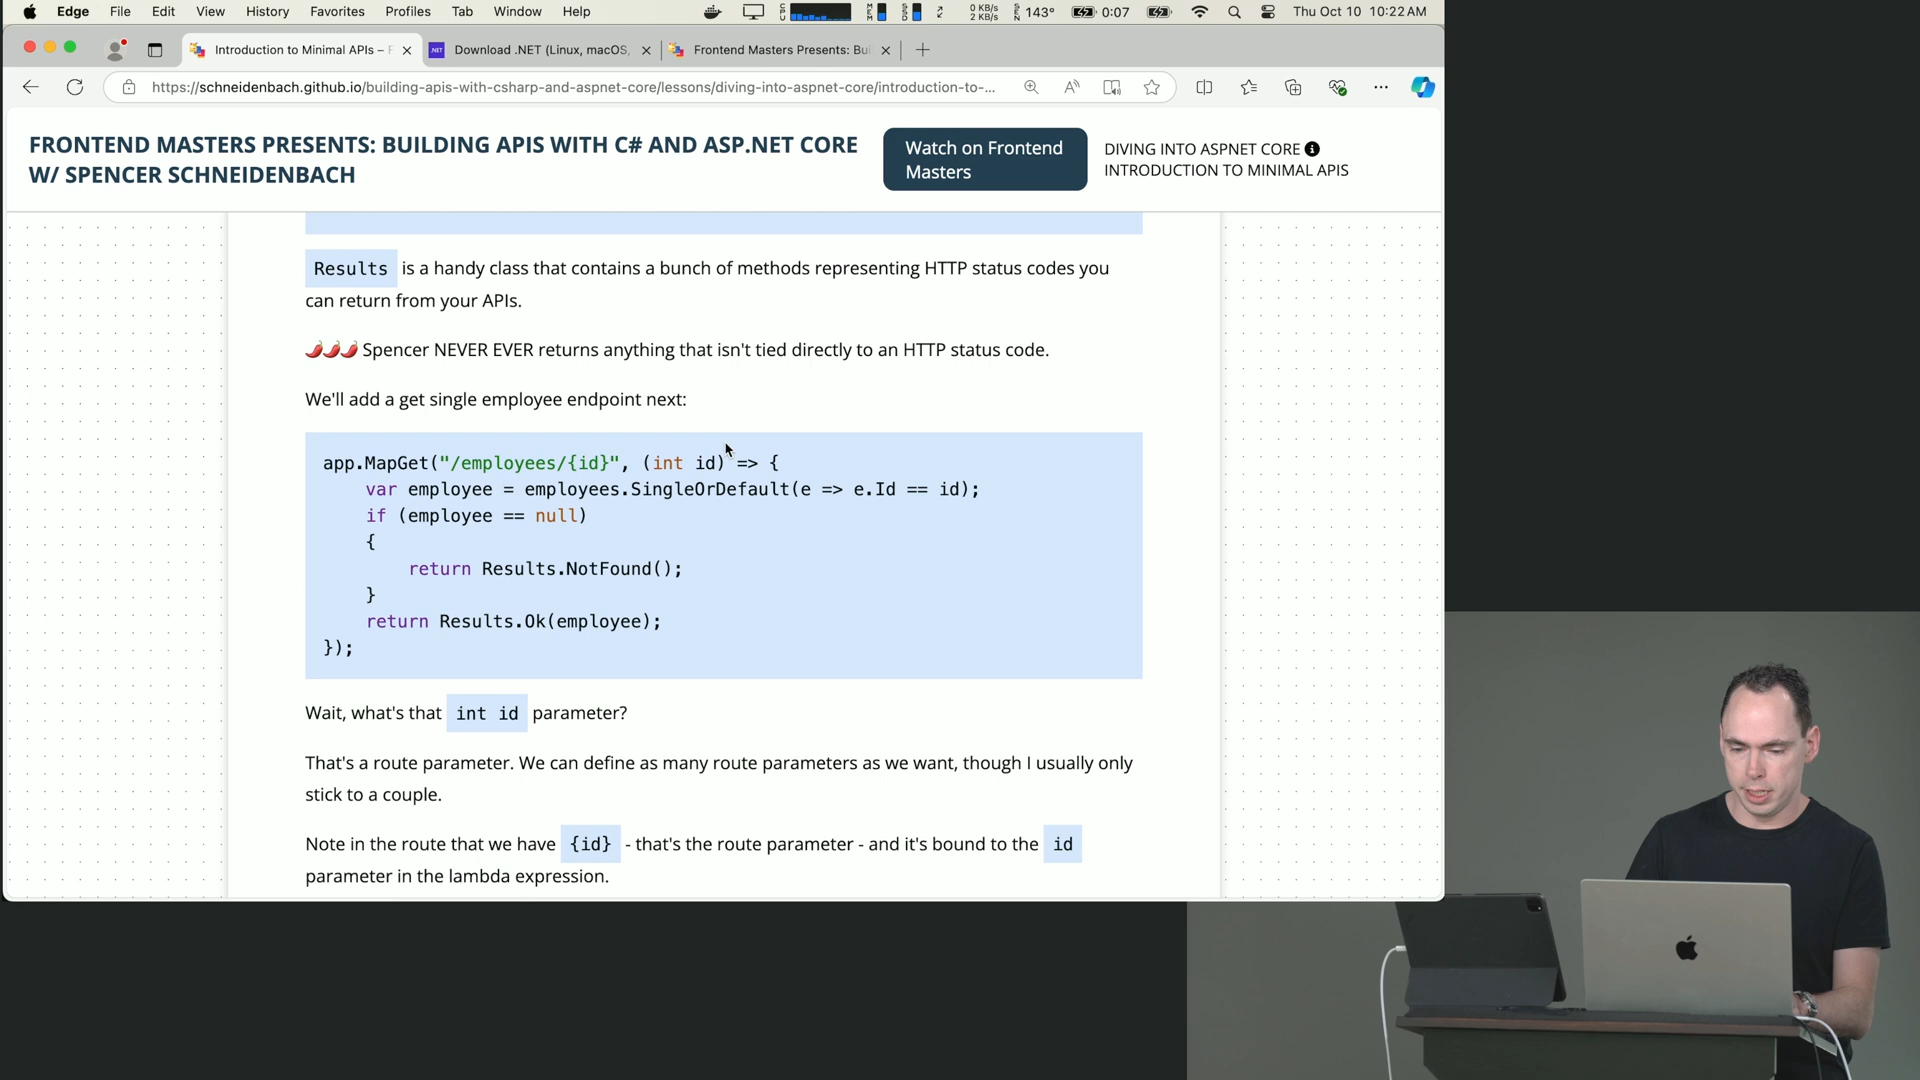 Edge File Edit View History Favorites Profiles Tab Window Help 0 KB/s 2 KB/s 143° 0:07 Thu Oct 10 10:22 AM
Introduction to Minimal APIs – F Download .NET (Linux, macOS, Frontend Masters Presents: Bui
https://schneidenbach.github.io/building-apis-with-csharp-and-aspnet-core/lessons/diving-into-aspnet-core/introduction-to-...
FRONTEND MASTERS PRESENTS: BUILDING APIS WITH C# AND ASP.NET CORE
W/ SPENCER SCHNEIDENBACH
Watch on Frontend
Masters
DIVING INTO ASPNET CORE
INTRODUCTION TO MINIMAL APIS
Results is a handy class that contains a bunch of methods representing HTTP status codes you
can return from your APIs.
🌶️🌶️🌶️ Spencer NEVER EVER returns anything that isn't tied directly to an HTTP status code.
We'll add a get single employee endpoint next:
app.MapGet("/employees/{id}", (int id) => {
    var employee = employees.SingleOrDefault(e => e.Id == id);
    if (employee == null)
    {
        return Results.NotFound();
    }
    return Results.Ok(employee);
});
Wait, what's that int id parameter?
That's a route parameter. We can define as many route parameters as we want, though I usually only
stick to a couple.
Note in the route that we have {id} - that's the route parameter - and it's bound to the id
parameter in the lambda expression.